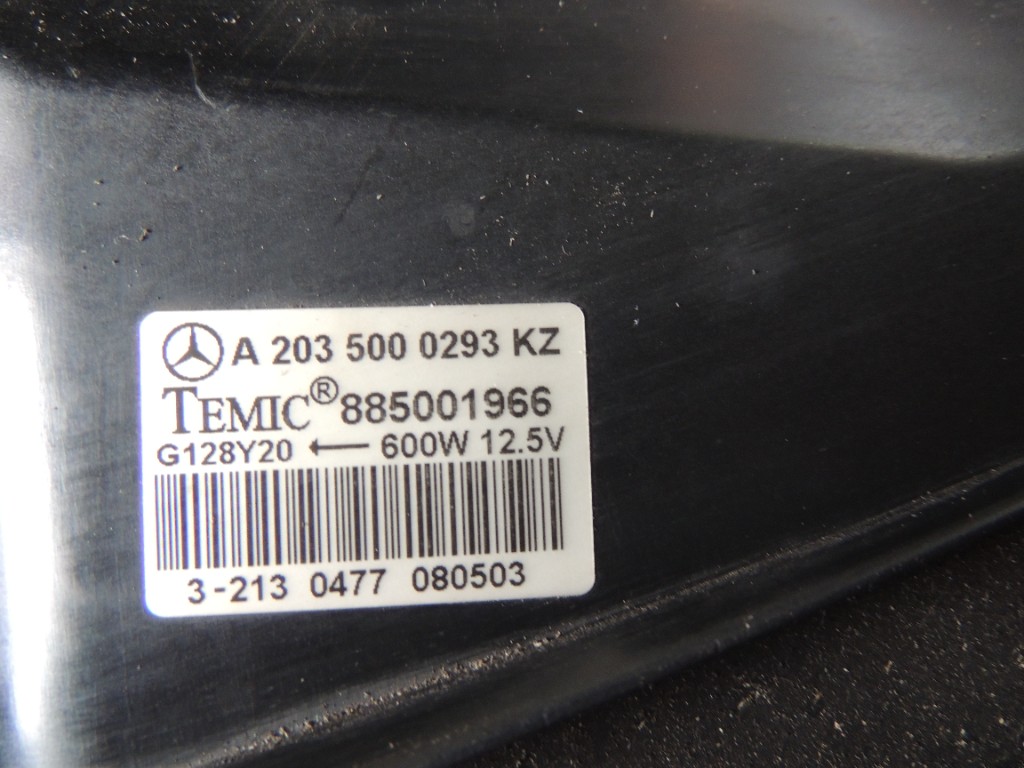 A 203 500 0293 KZ
TEMIC® 885001966
G128Y20 ← 600W 12.5V
3-213 0477 080503